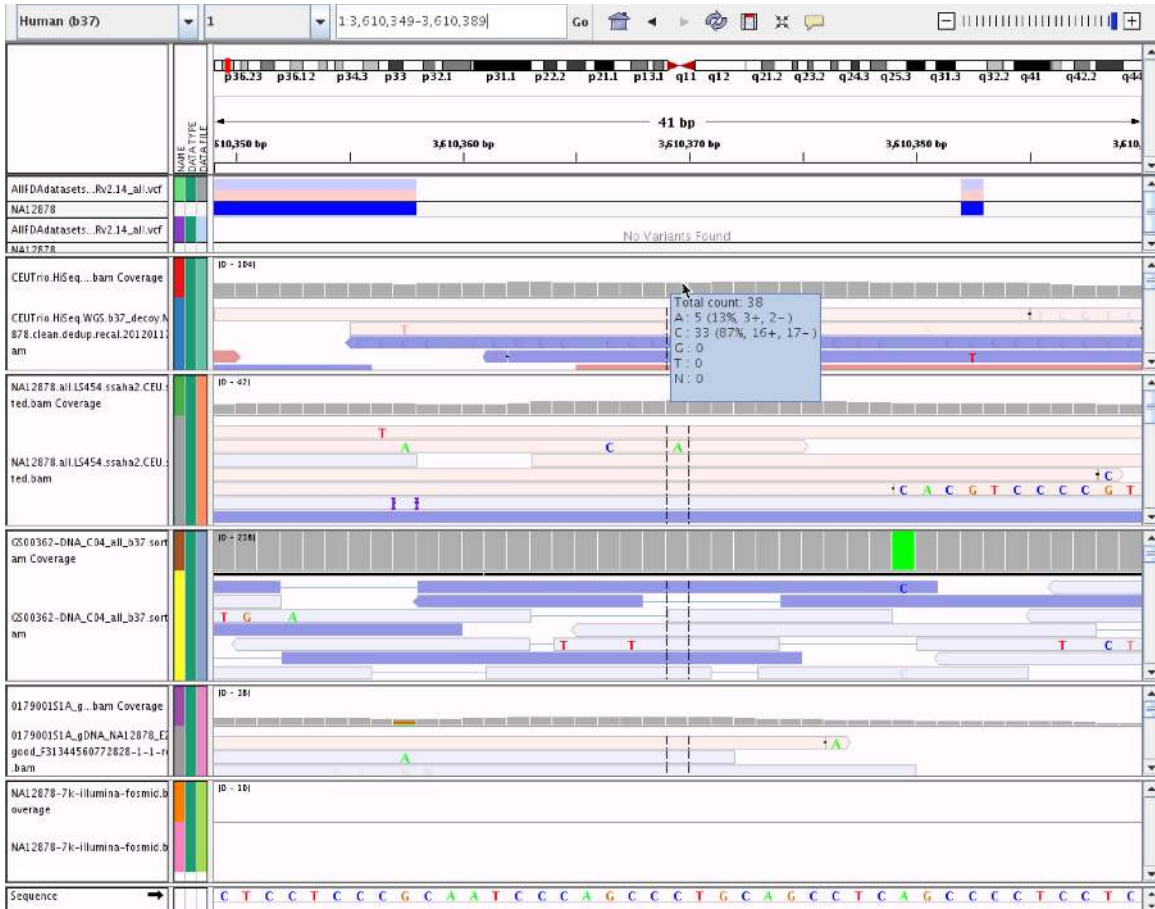 Human (b37) 1 1:3,610,349-3,610,389 Go
p36.23 p36.12 p34.3 p33 p32.1 p31.1 p22.2 p21.1 p13.1 q11 q12 q21.2 q23.2 q24.3 q25.3 q31.3 q32.2 q41 q42.2 q44
41 bp
NAME
DATA TYPE
DATA FILE
610,350 bp 3,610,360 bp 3,610,370 bp 3,610,380 bp 3,610,
AllFDAdatasets...Rv2.14_all.vcf
NA12878
AllFDAdatasets...Rv2.14_all.vcf
No Variants Found
NA12878
[0 - 104]
CEUTrio.HiSeq....bam Coverage
Total count: 38
A : 5 (13%, 3+, 2-)
C : 33 (87%, 16+, 17-)
G : 0
T : 0
N : 0
CEUTrio.HiSeq.WGS.b37_decoy.N
878.clean.dedup.recal.2012011
am
T
T
NA12878.all.LS454.ssaha2.CEU.
ted.bam Coverage
[0 - 42]
T
A C A
NA12878.all.LS454.ssaha2.CEU.
ted.bam
C
C A C G T C C C C G T
GS00362-DNA_C04_all_b37.sort
am Coverage
C
GS00362-DNA_C04_all_b37.sort
am
T G A
T T T C T
[0 - 38]
0179001S1A_g...bam Coverage
0179001S1A_gDNA_NA12878_E2
good_F31344560772828-1-1-r
.bam
A
A
NA12878-7k-illumina-fosmid.b
overage
[0 - 10]
NA12878-7k-illumina-fosmid.b
Sequence C T C C T C C C G C A A T C C C A G C C C T G C A G C C T C A G C C C C T C C T C